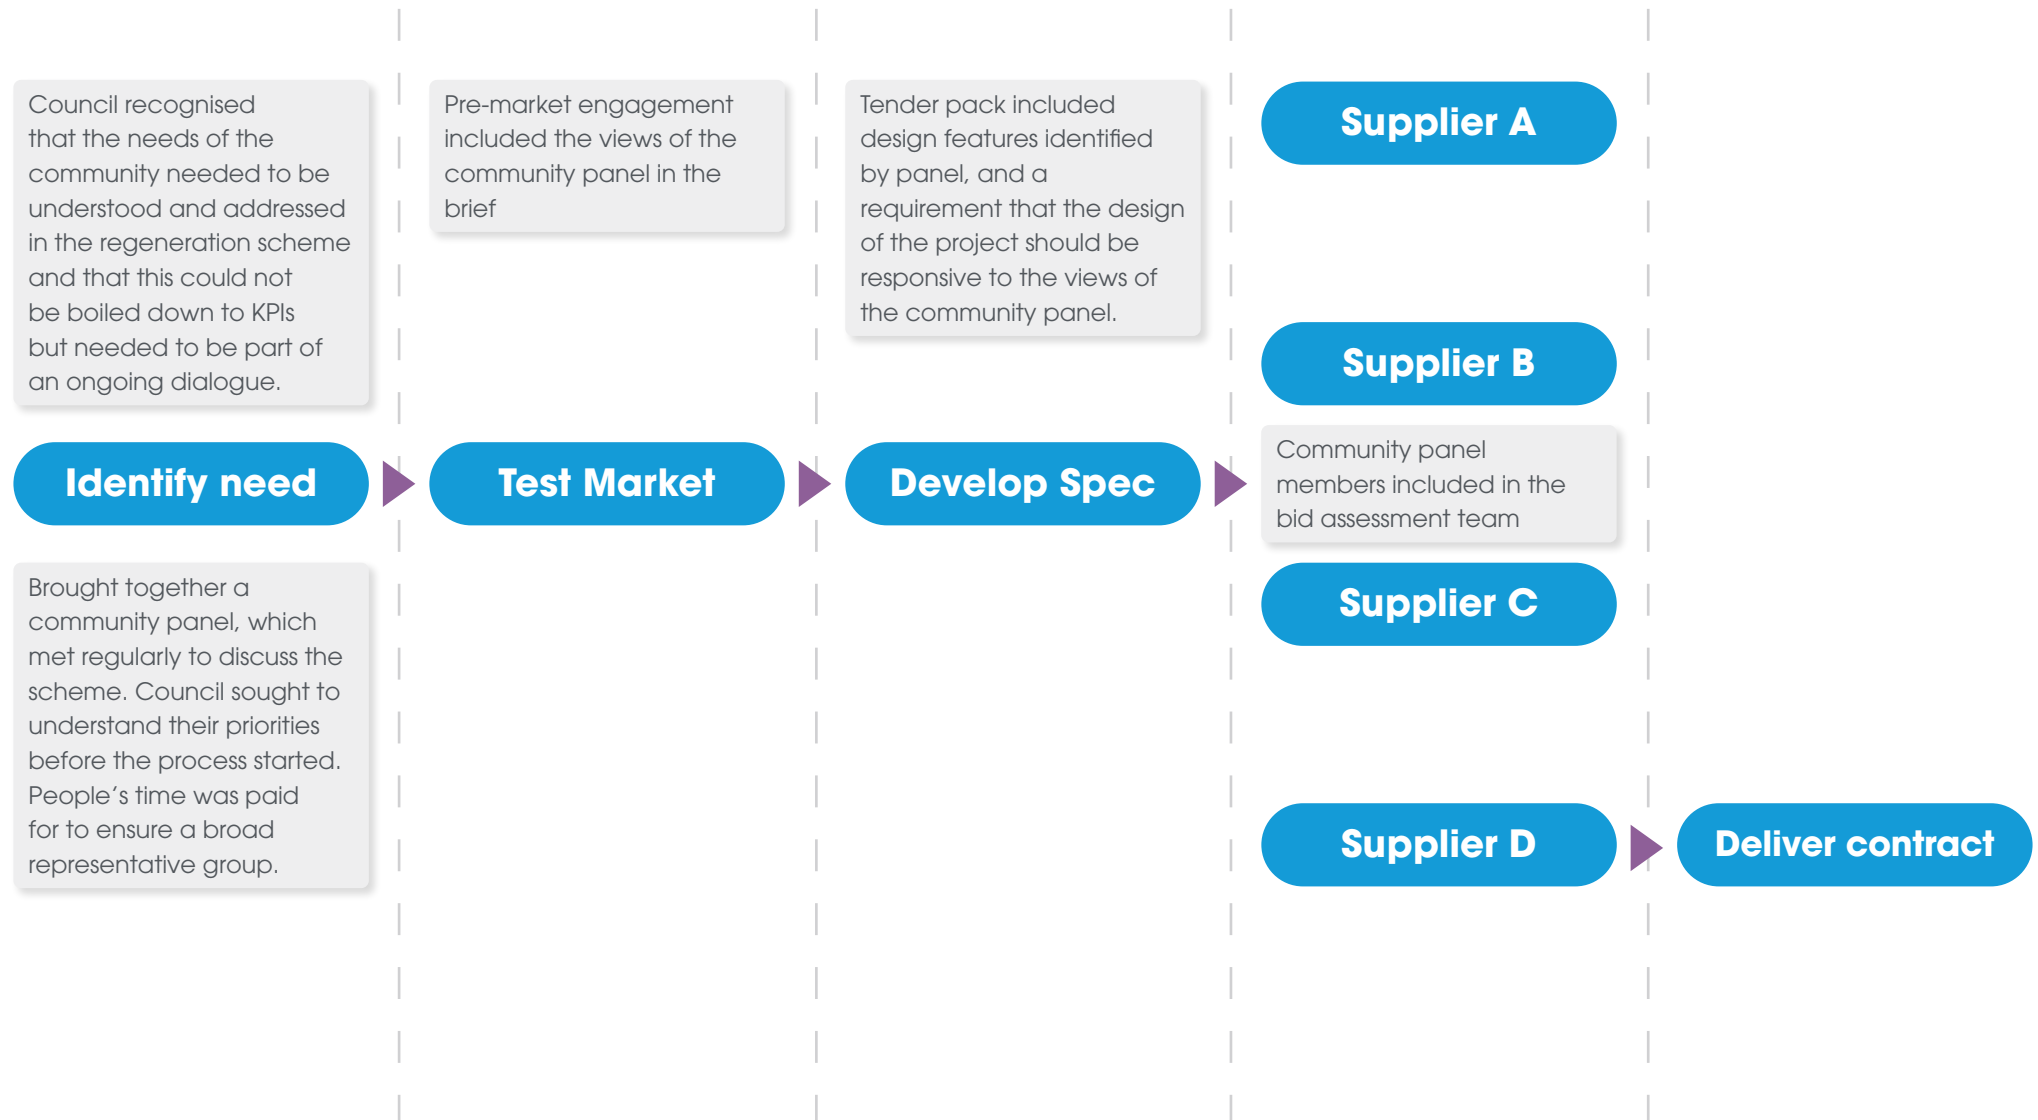 Council recognised
that the needs of the
community needed to be
understood and addressed
in the regeneration scheme
and that this could not
be boiled down to KPIs
but needed to be part of
an ongoing dialogue.
Identify need
Brought together a
community panel, which
met regularly to discuss the
scheme. Council sought to
understand their priorities
before the process started.
People’s time was paid
for to ensure a broad
representative group.
Pre-market engagement
included the views of the
community panel in the
brief
Test Market
Tender pack included
design features identified
by panel, and a
requirement that the design
of the project should be
responsive to the views of
the community panel.
Develop Spec
Supplier A
Supplier B
Community panel
members included in the
bid assessment team
Supplier C
Supplier D
Deliver contract